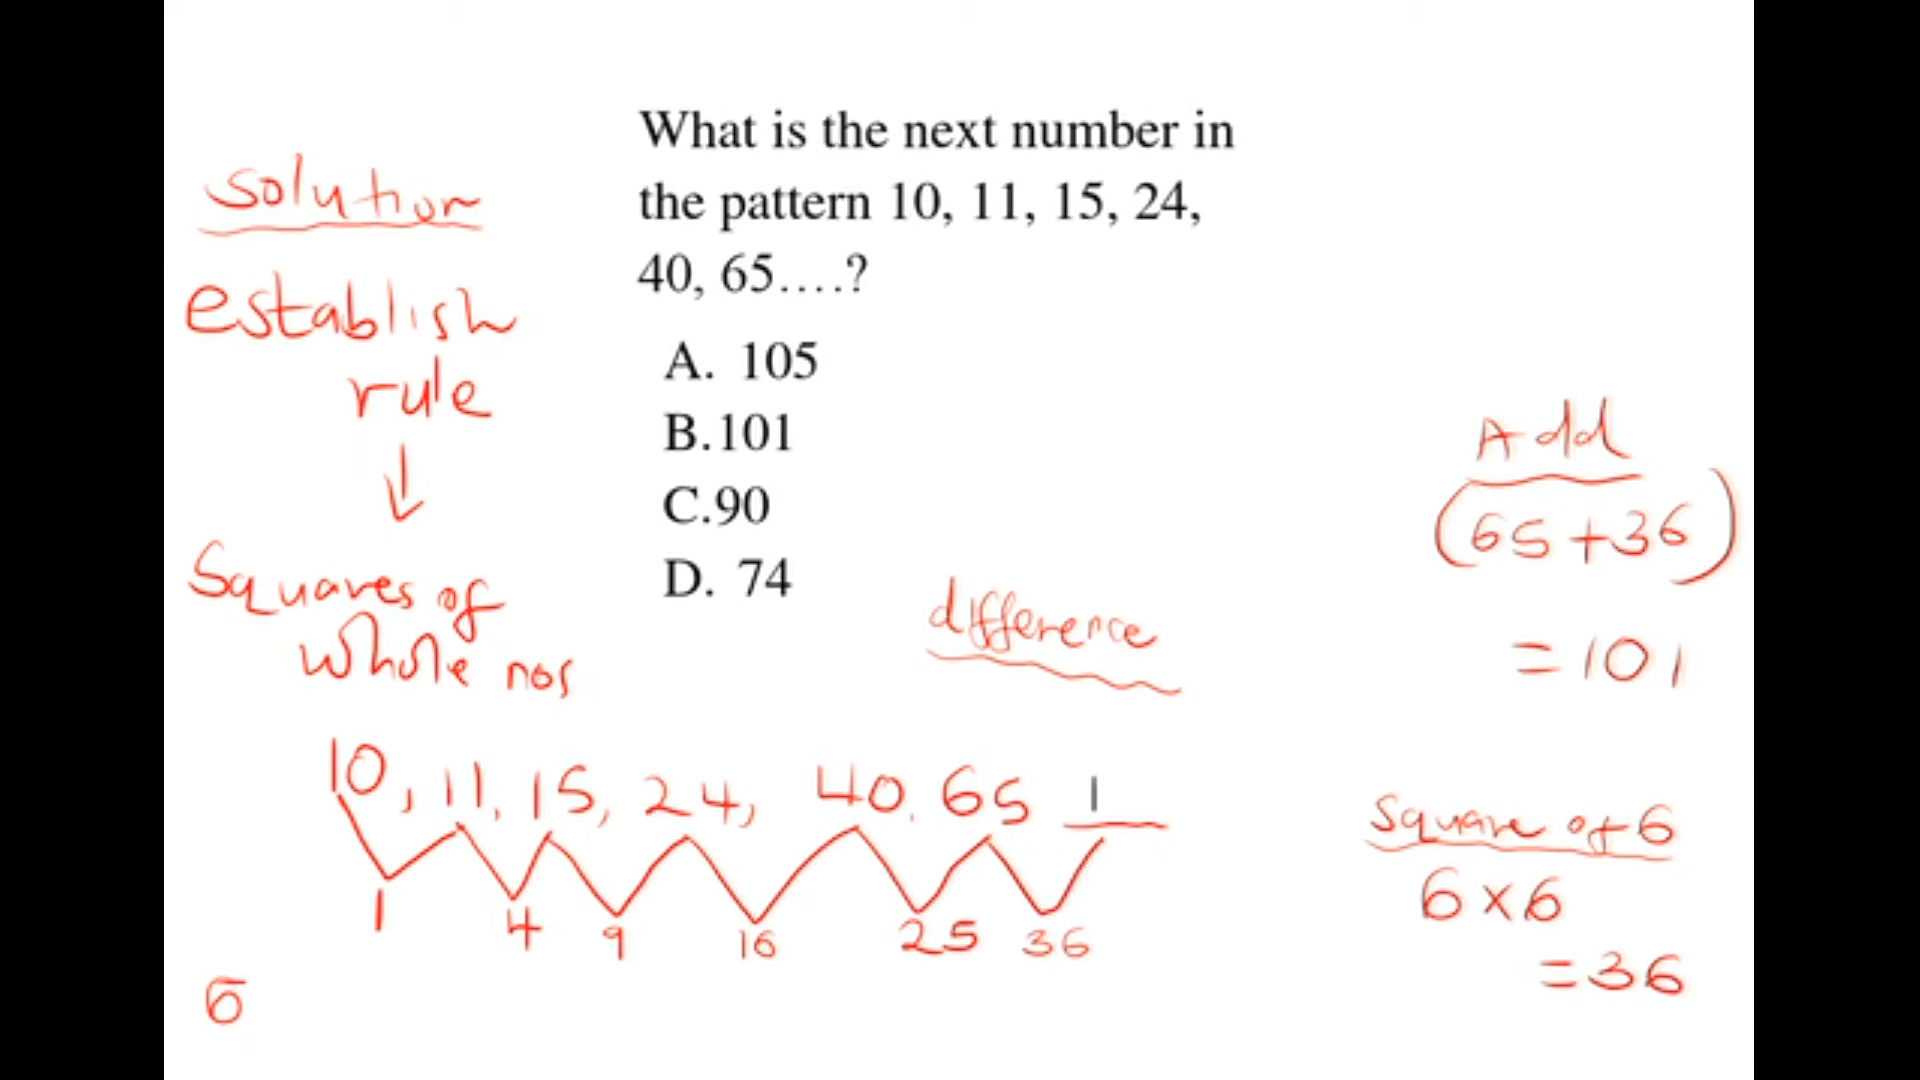 What is the next number in
the pattern 10, 11, 15, 24,
40, 65....?
A. 105
B.101
C.90
D. 74
solution
establish
rule
Squares of
whole nos
difference
10, 11, 15, 24, 40, 65 1
1 4 9 16 25 36
6
Add
(65+36)
=101
Square of 6
6×6
=36